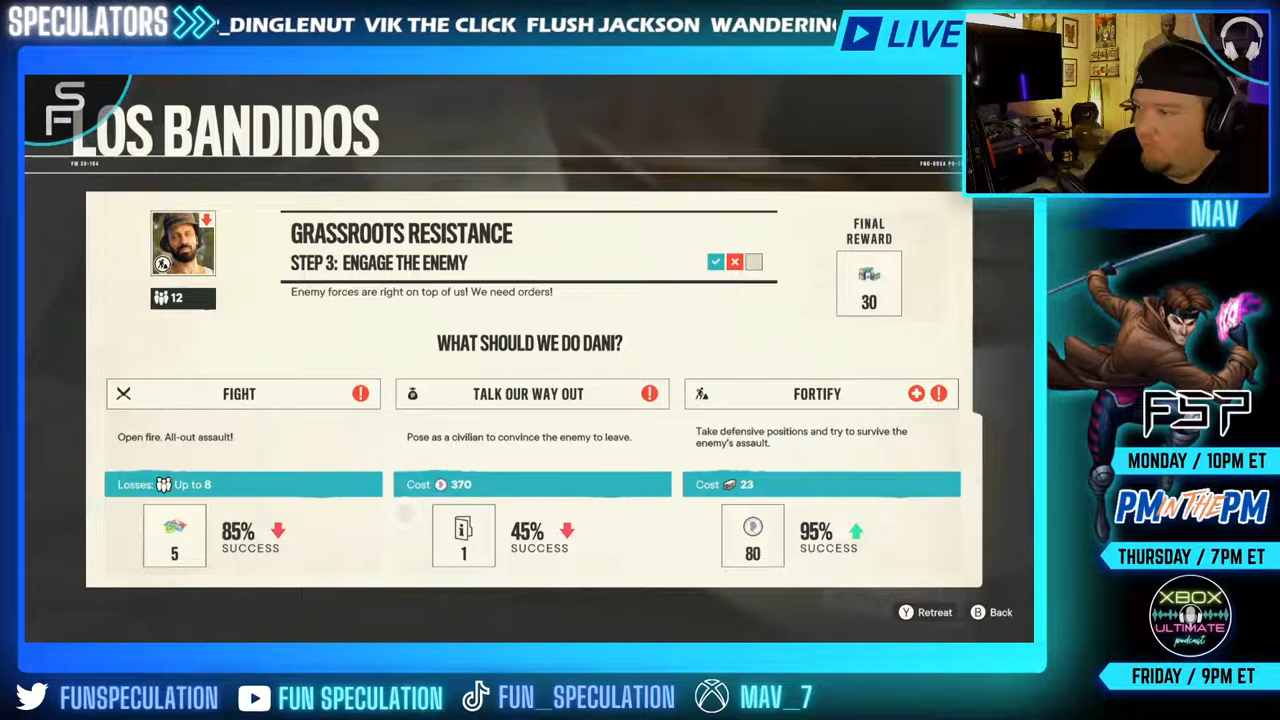 SPECULATORS
_DINGLENUT VIK THE CLICK FLUSH JACKSON WANDERING
LIVE
SF
LOS BANDIDOS
GRASSROOTS RESISTANCE
STEP 3: ENGAGE THE ENEMY
Enemy forces are right on top of us! We need orders!
12
FINAL
REWARD
30
WHAT SHOULD WE DO DANI?
FIGHT
Open fire. All-out assault!
Losses: Up to 8
5
85%
SUCCESS
TALK OUR WAY OUT
Pose as a civilian to convince the enemy to leave.
Cost 370
1
45%
SUCCESS
FORTIFY
Take defensive positions and try to survive the
enemy's assault.
Cost 23
80
95%
SUCCESS
Y Retreat
B Back
MAV
FSP
MONDAY / 10PM ET
PM IN THE PM
THURSDAY / 7PM ET
XBOX
ULTIMATE
podcast
FRIDAY / 9PM ET
FUNSPECULATION
FUN SPECULATION
FUN_SPECULATION
MAV_7